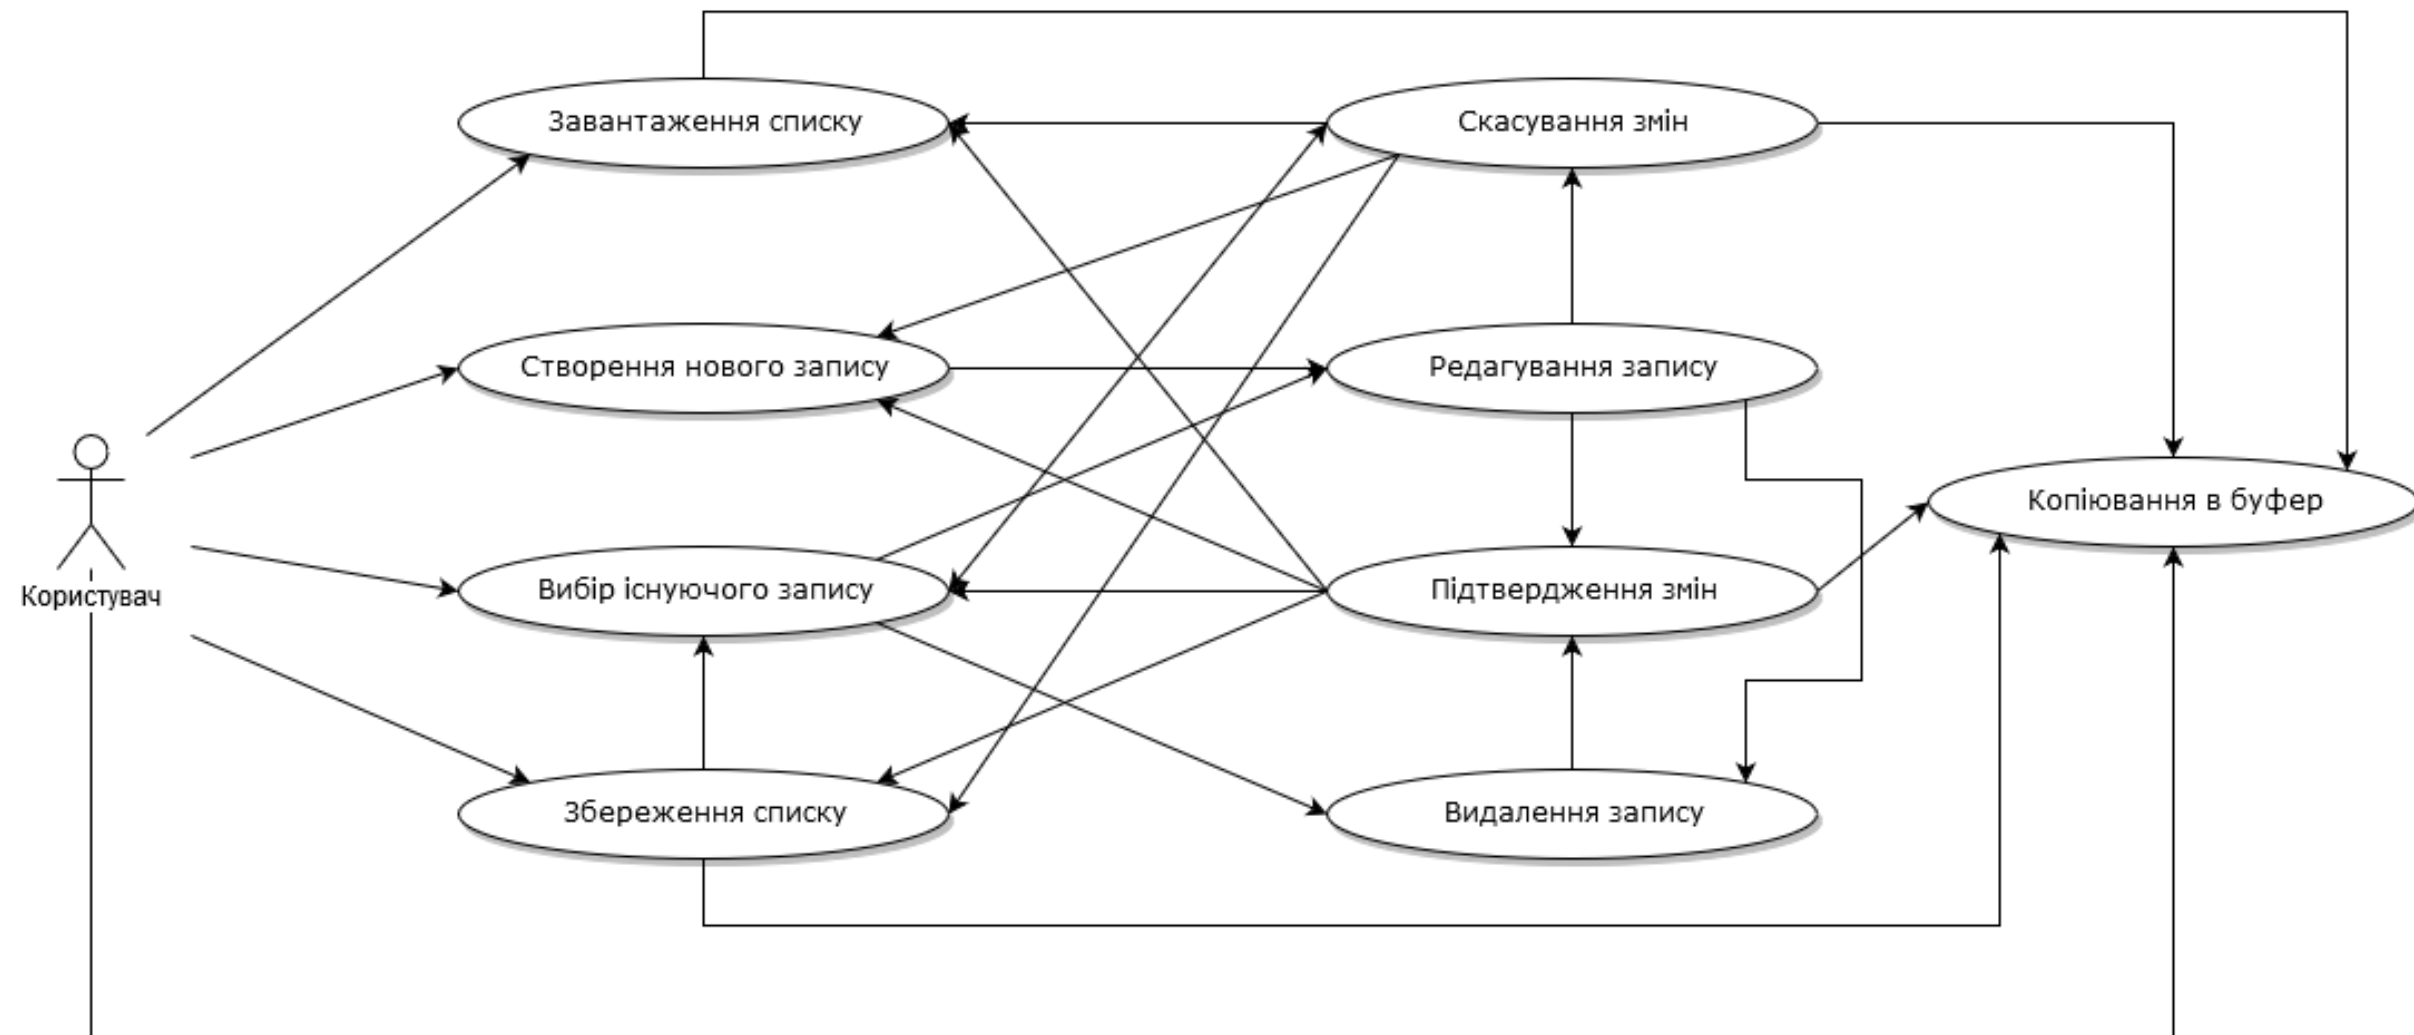 Завантаження списку
Скасування змін
Створення нового запису
Редагування запису
Копіювання в буфер
Користувач
Вибір існуючого запису
Підтвердження змін
Збереження списку
Видалення запису